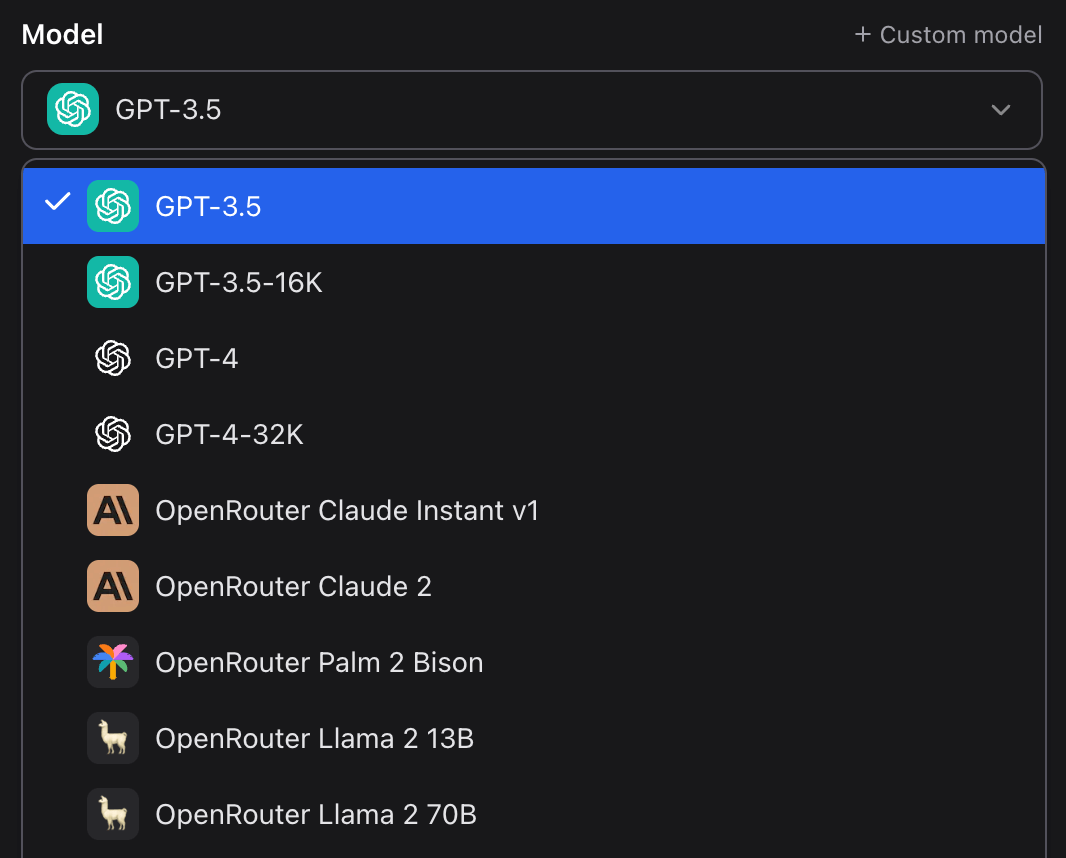 Model
+ Custom model
GPT-3.5
GPT-3.5
GPT-3.5-16K
GPT-4
GPT-4-32K
OpenRouter Claude Instant v1
OpenRouter Claude 2
OpenRouter Palm 2 Bison
OpenRouter Llama 2 13B
OpenRouter Llama 2 70B